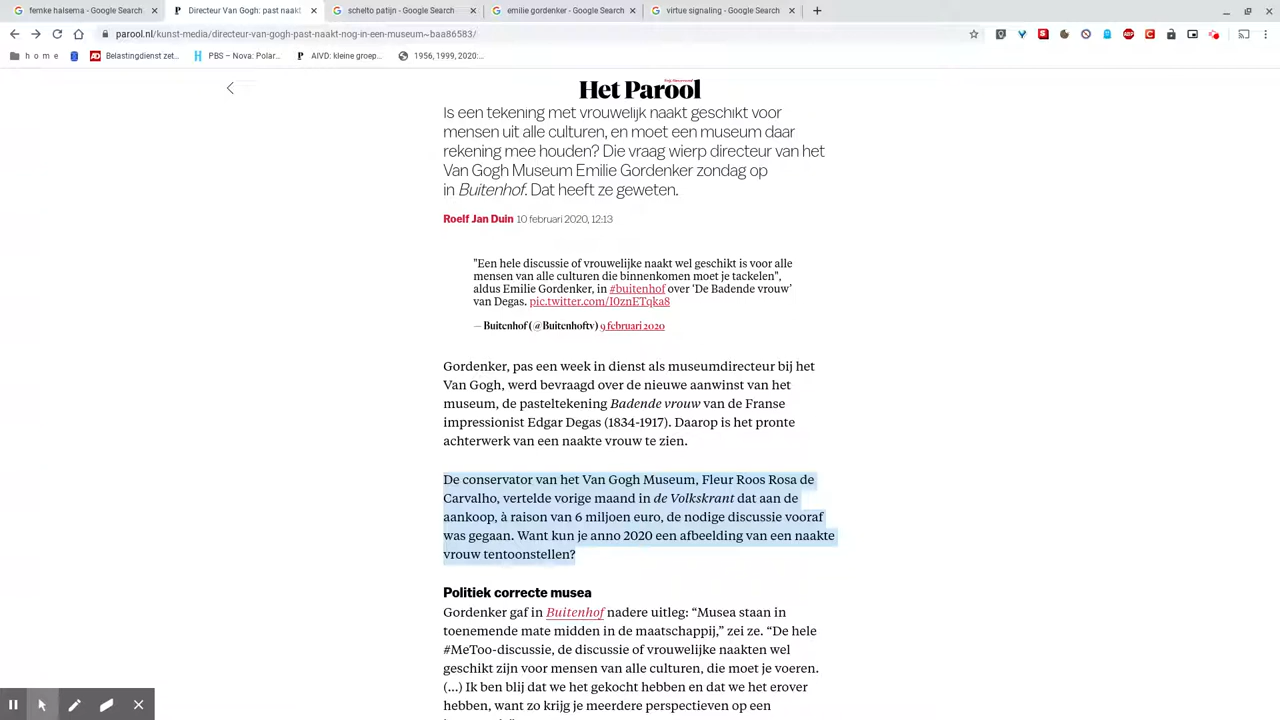 femke halsema - Google Search
Directeur Van Gogh: past naakt
schelto patijn - Google Search
emilie gordenker - Google Search
virtue signaling - Google Search
parool.nl/kunst-media/directeur-van-gogh-past-naakt-nog-in-een-museum~baa86583/
h o m e
Belastingdienst zet...
PBS – Nova: Polar...
AIVD: kleine groep...
1956, 1999, 2020:...
Het Parool
Is een tekening met vrouwelijk naakt geschikt voor
mensen uit alle culturen, en moet een museum daar
rekening mee houden? Die vraag wierp directeur van het
Van Gogh Museum Emilie Gordenker zondag op
in Buitenhof. Dat heeft ze geweten.
Roelf Jan Duin 10 februari 2020, 12:13
"Een hele discussie of vrouwelijke naakt wel geschikt is voor alle
mensen van alle culturen die binnenkomen moet je tackelen",
aldus Emilie Gordenker, in #buitenhof over 'De Badende vrouw'
van Degas. pic.twitter.com/I0znETqka8
— Buitenhof (@Buitenhoftv) 9 februari 2020
Gordenker, pas een week in dienst als museumdirecteur bij het
Van Gogh, werd bevraagd over de nieuwe aanwinst van het
museum, de pasteltekening Badende vrouw van de Franse
impressionist Edgar Degas (1834-1917). Daarop is het pronte
achterwerk van een naakte vrouw te zien.
De conservator van het Van Gogh Museum, Fleur Roos Rosa de
Carvalho, vertelde vorige maand in de Volkskrant dat aan de
aankoop, à raison van 6 miljoen euro, de nodige discussie vooraf
was gegaan. Want kun je anno 2020 een afbeelding van een naakte
vrouw tentoonstellen?
Politiek correcte musea
Gordenker gaf in Buitenhof nadere uitleg: “Musea staan in
toenemende mate midden in de maatschappij,” zei ze. “De hele
#MeToo-discussie, de discussie of vrouwelijke naakten wel
geschikt zijn voor mensen van alle culturen, die moet je voeren.
(...) Ik ben blij dat we het gekocht hebben en dat we het erover
hebben, want zo krijg je meerdere perspectieven op een